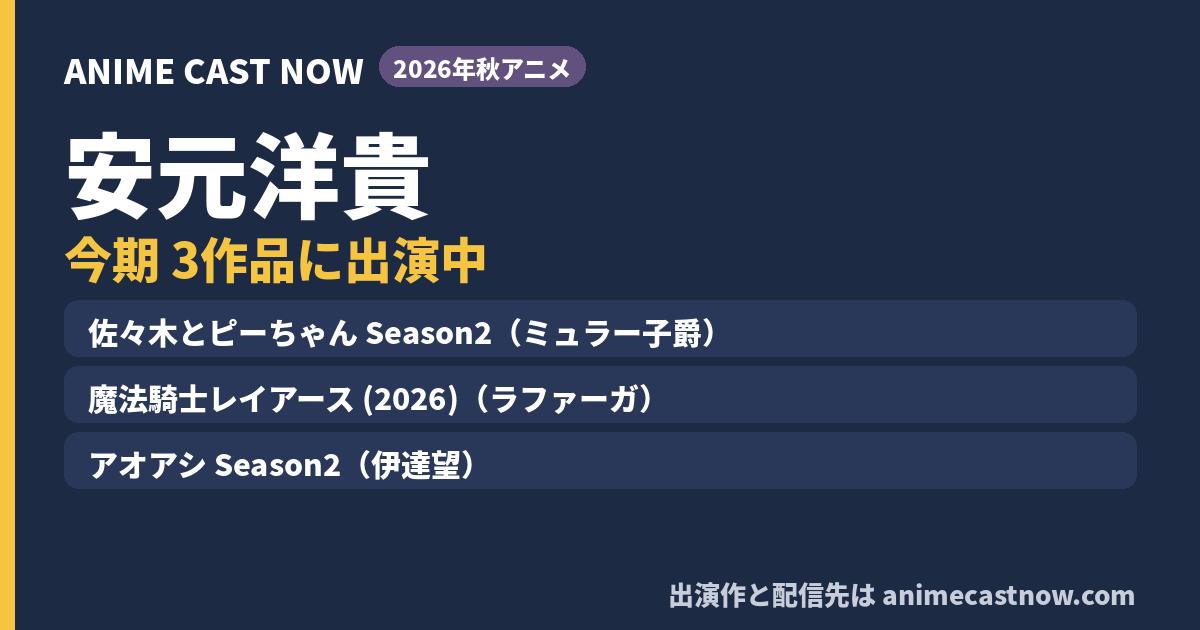 ANIME CAST NOW 2026年秋アニメ
安元洋貴
今期 3作品に出演中
佐々木とピーちゃん Season2（ミュラー子爵）
魔法騎士レイアース (2026)（ラファーガ）
アオアシ Season2（伊達望）
出演作と配信先は animecastnow.com